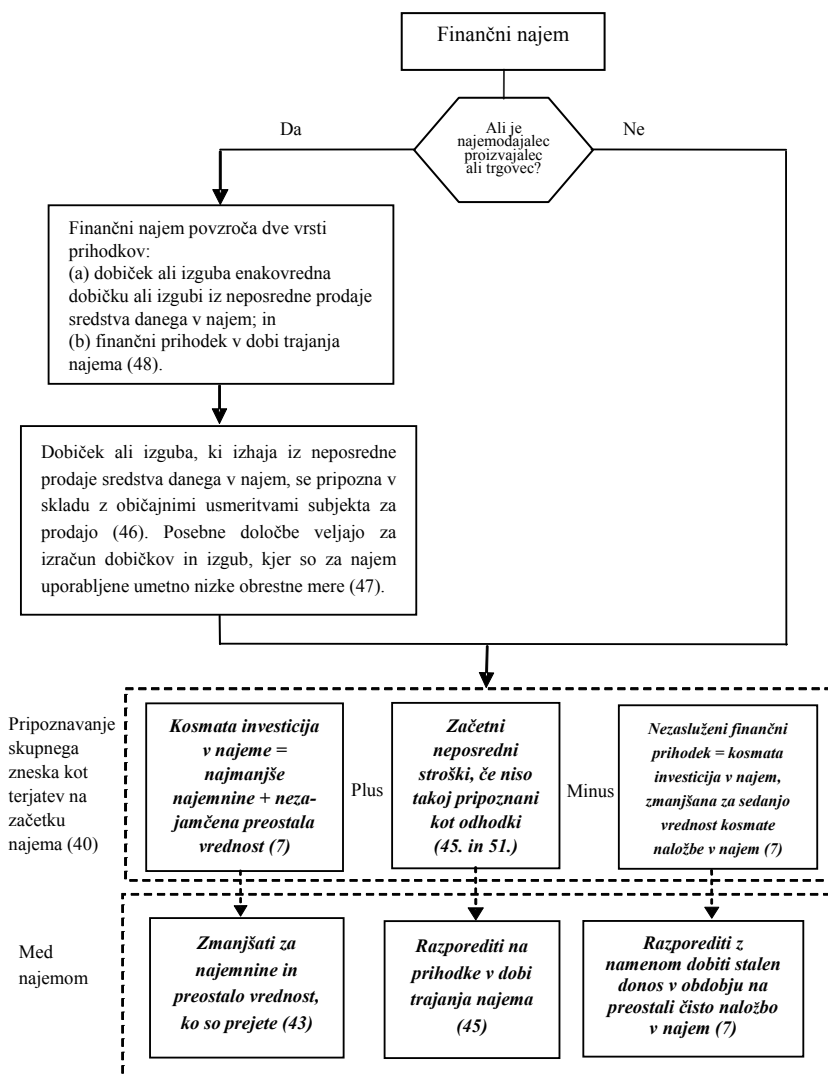 Finančni najem
Ali je
najemodajalec
proizvajalec
ali trgovec?
Da
Ne
Finančni najem povzroča dve vrsti
prihodkov:
(a) dobiček ali izguba enakovredna
dobičku ali izgubi iz neposredne prodaje
sredstva danega v najem; in
(b) finančni prihodek v dobi trajanja
najema (48).
Dobiček ali izguba, ki izhaja iz neposredne
prodaje sredstva danega v najem, se pripozna v
skladu z običajnimi usmeritvami subjekta za
prodajo (46). Posebne določbe veljajo za
izračun dobičkov in izgub, kjer so za najem
uporabljene umetno nizke obrestne mere (47).
Pripoznavanje
skupnega
zneska kot
terjatev na
začetku
najema (40)
Kosmata investicija
v najeme =
najmanjše
najemnine + neza-
jamčena preostala
vrednost (7)
Plus
Začetni
neposredni
stroški, če niso
takoj pripoznani
kot odhodki
(45. in 51.)
Minus
Nezasluženi finančni
prihodek = kosmata
investicija v najem,
zmanjšana za sedanjo
vrednost kosmate
naložbe v najem (7)
Med
najemom
Zmanjšati za
najemnine in
preostalo vrednost,
ko so prejete (43)
Razporediti na
prihodke v dobi
trajanja najema
(45)
Razporediti z
namenom dobiti stalen
donos v obdobju na
preostali čisto naložbo
v najem (7)